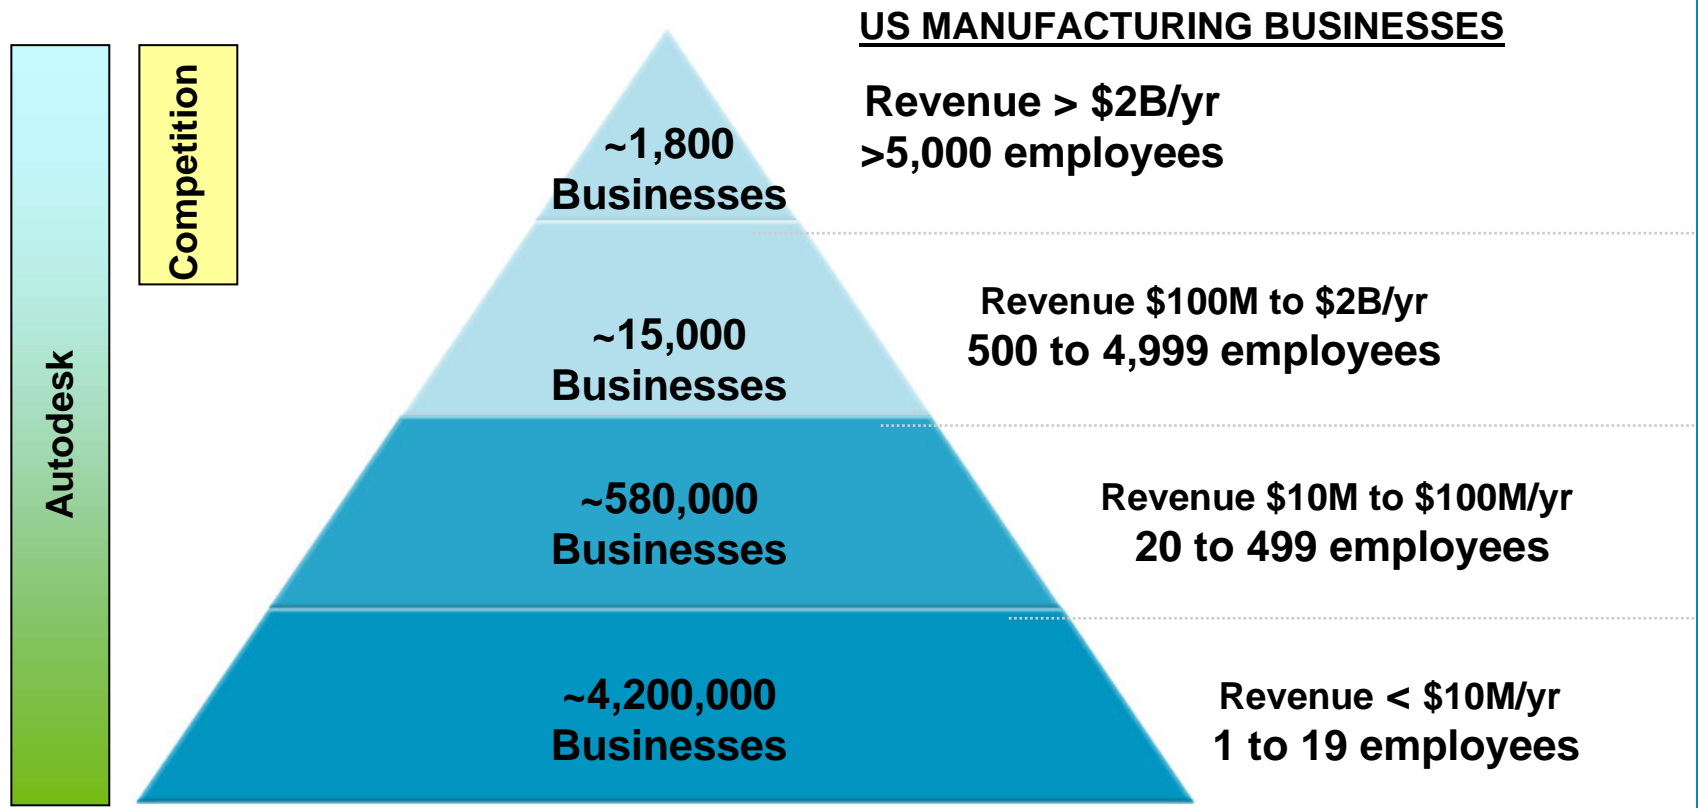 US MANUFACTURING BUSINESSES
Autodesk
Competition
~1,800
Businesses
Revenue > $2B/yr
>5,000 employees
~15,000
Businesses
Revenue $100M to $2B/yr
500 to 4,999 employees
~580,000
Businesses
Revenue $10M to $100M/yr
20 to 499 employees
~4,200,000
Businesses
Revenue < $10M/yr
1 to 19 employees